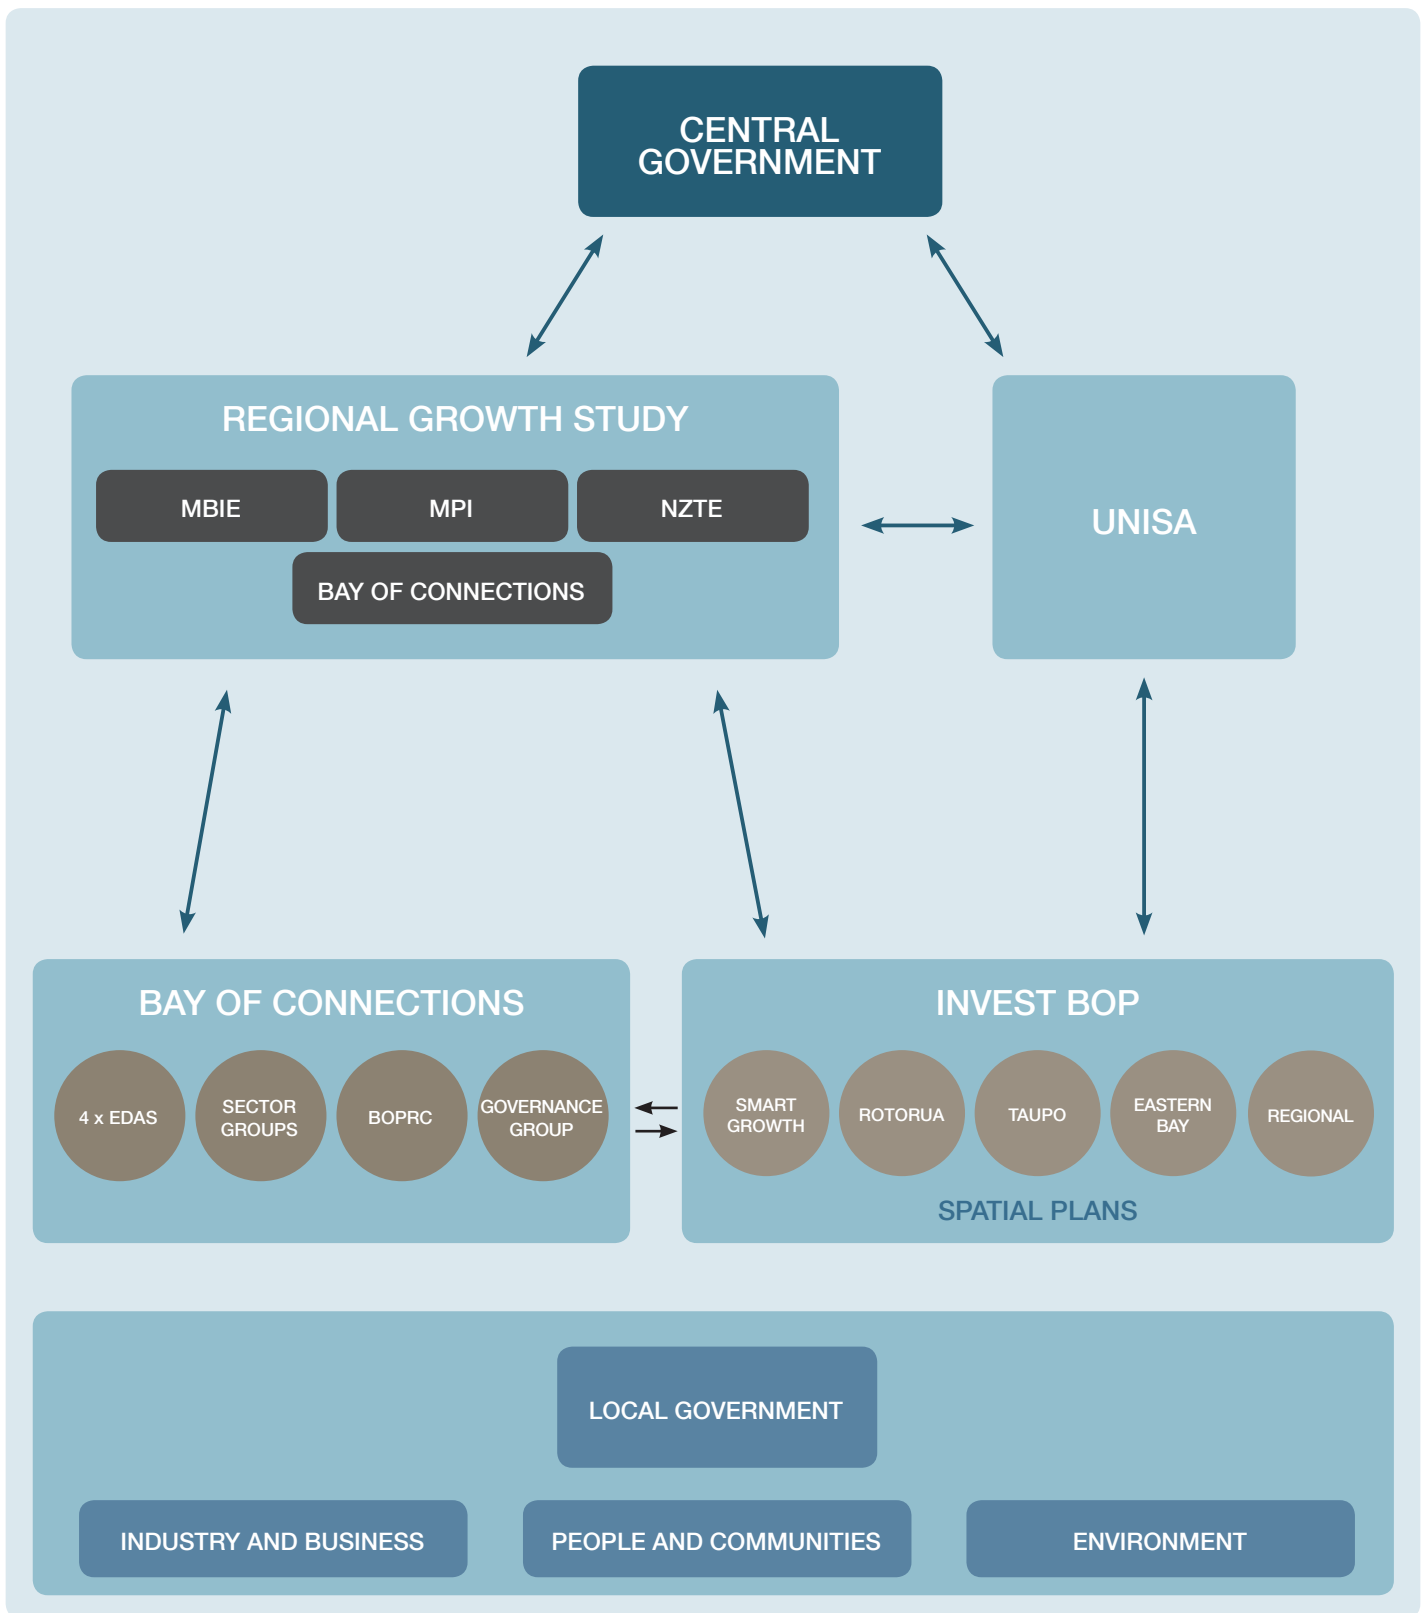 CENTRAL
GOVERNMENT
REGIONAL GROWTH STUDY
MBIE
MPI
NZTE
BAY OF CONNECTIONS
UNISA
BAY OF CONNECTIONS
4 x EDAS
SECTOR
GROUPS
BOPRC
GOVERNANCE
GROUP
INVEST BOP
SMART
GROWTH
ROTORUA
TAUPO
EASTERN
BAY
REGIONAL
SPATIAL PLANS
LOCAL GOVERNMENT
INDUSTRY AND BUSINESS
PEOPLE AND COMMUNITIES
ENVIRONMENT